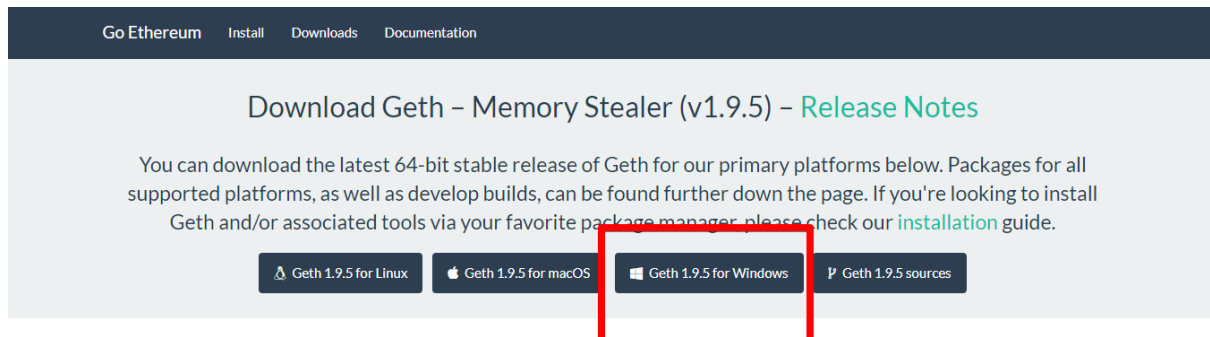 Go Ethereum Install Downloads Documentation
Download Geth – Memory Stealer (v1.9.5) – Release Notes
You can download the latest 64-bit stable release of Geth for our primary platforms below. Packages for all
supported platforms, as well as develop builds, can be found further down the page. If you're looking to install
Geth and/or associated tools via your favorite package manager, please check our installation guide.
Geth 1.9.5 for Linux Geth 1.9.5 for macOS Geth 1.9.5 for Windows Geth 1.9.5 sources